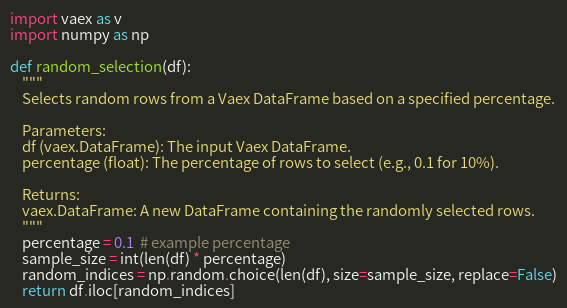 import vaex as v
import numpy as np

def random_selection(df):
    """
    Selects random rows from a Vaex DataFrame based on a specified percentage.

    Parameters:
    df (vaex.DataFrame): The input Vaex DataFrame.
    percentage (float): The percentage of rows to select (e.g., 0.1 for 10%).

    Returns:
    vaex.DataFrame: A new DataFrame containing the randomly selected rows.
    """
    percentage = 0.1  # example percentage
    sample_size = int(len(df) * percentage)
    random_indices = np.random.choice(len(df), size=sample_size, replace=False)
    return df.iloc[random_indices]